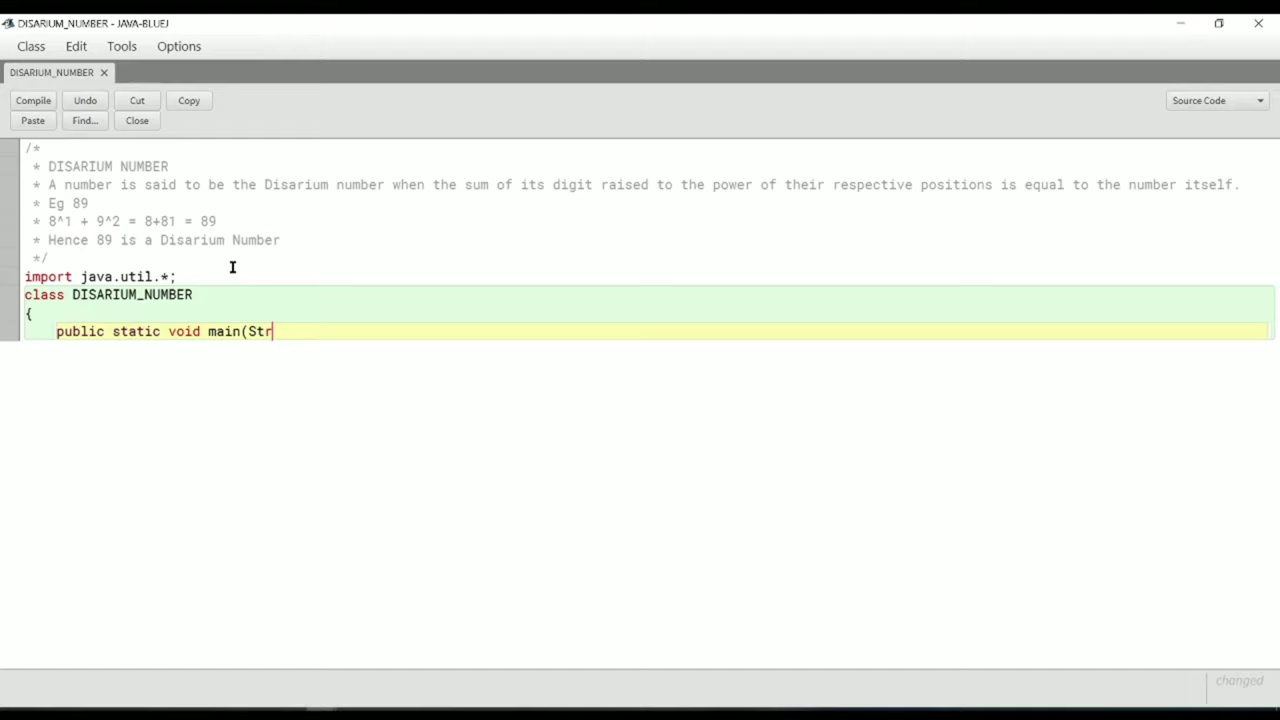 DISARIUM_NUMBER - JAVA-BLUEJ
Class Edit Tools Options
DISARIUM_NUMBER
Compile Undo Cut Copy Source Code
Paste Find... Close
/*
* DISARIUM NUMBER
* A number is said to be the Disarium number when the sum of its digit raised to the power of their respective positions is equal to the number itself.
* Eg 89
* 8^1 + 9^2 = 8+81 = 89
* Hence 89 is a Disarium Number
*/
import java.util.*;
class DISARIUM_NUMBER
{
public static void main(Str
changed